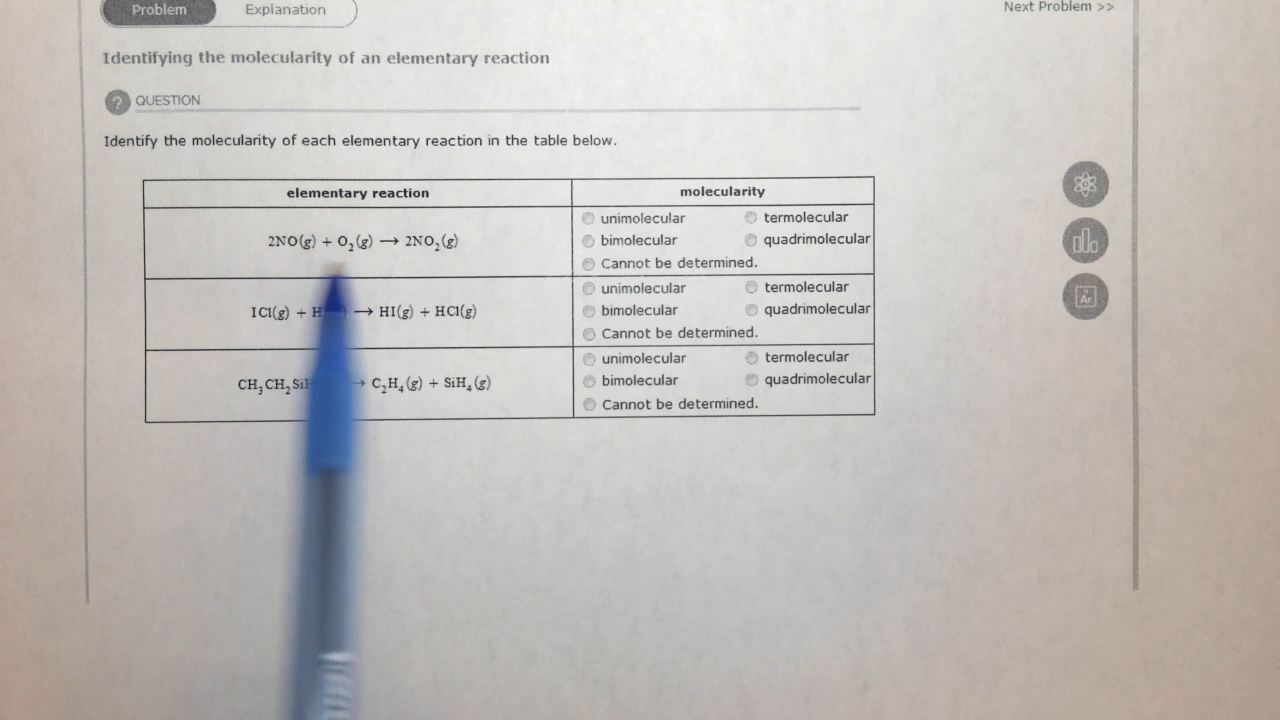 Problem Explanation Next Problem >>
Identifying the molecularity of an elementary reaction
? QUESTION
Identify the molecularity of each elementary reaction in the table below.
elementary reaction molecularity
2NO(g) + O₂(g) → 2NO₂(g)
unimolecular termolecular
bimolecular quadrimolecular
Cannot be determined.
ICl(g) + H → HI(g) + HCl(g)
unimolecular termolecular
bimolecular quadrimolecular
Cannot be determined.
CH₃CH₂Si → C₂H₄(g) + SiH₄(g)
unimolecular termolecular
bimolecular quadrimolecular
Cannot be determined.
Ar